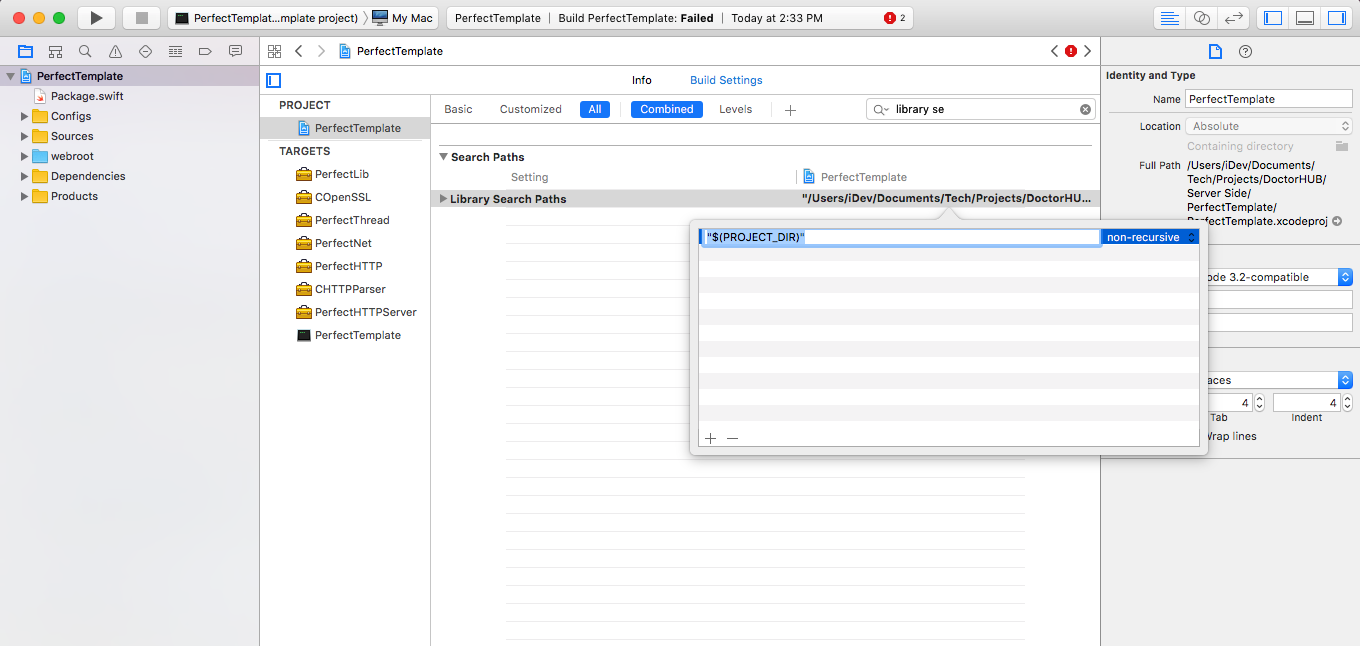 PerfectTemplat...mplate project) My Mac
PerfectTemplate Build PerfectTemplate: Failed Today at 2:33 PM 2
PerfectTemplate
Package.swift
Configs
Sources
webroot
Dependencies
Products
PerfectTemplate
Info Build Settings
PROJECT
PerfectTemplate
TARGETS
PerfectLib
COpenSSL
PerfectThread
PerfectNet
PerfectHTTP
CHTTPParser
PerfectHTTPServer
PerfectTemplate
Basic Customized All Combined Levels library se
Search Paths
Setting PerfectTemplate
Library Search Paths "/Users/iDev/Documents/Tech/Projects/DoctorHU...
"$(PROJECT_DIR)" non-recursive
Identity and Type
Name PerfectTemplate
Location Absolute
Containing directory
Full Path /Users/iDev/Documents/
Tech/Projects/DoctorHUB/
Server Side/
PerfectTemplate/
PerfectTemplate.xcodeproj
ode 3.2-compatible
aces
4 4
Tab Indent
Wrap lines